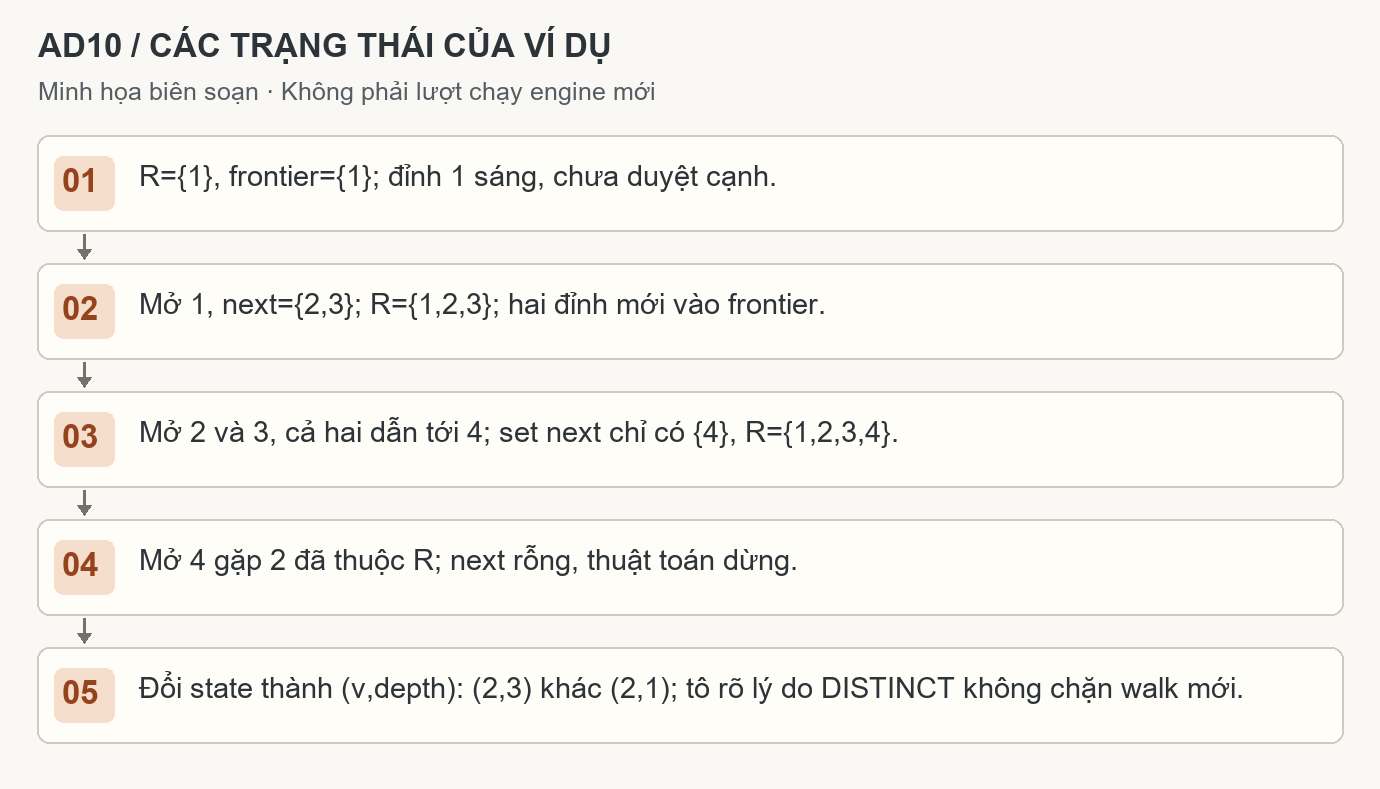 AD10 / CÁC TRẠNG THÁI CỦA VÍ DỤ
Minh họa biên soạn · Không phải lượt chạy engine mới
01
R={1}, frontier={1}; đỉnh 1 sáng, chưa duyệt cạnh.
02
Mở 1, next={2,3}; R={1,2,3}; hai đỉnh mới vào frontier.
03
Mở 2 và 3, cả hai dẫn tới 4; set next chỉ có {4}, R={1,2,3,4}.
04
Mở 4 gặp 2 đã thuộc R; next rỗng, thuật toán dừng.
05
Đổi state thành (v,depth): (2,3) khác (2,1); tô rõ lý do DISTINCT không chặn walk mới.